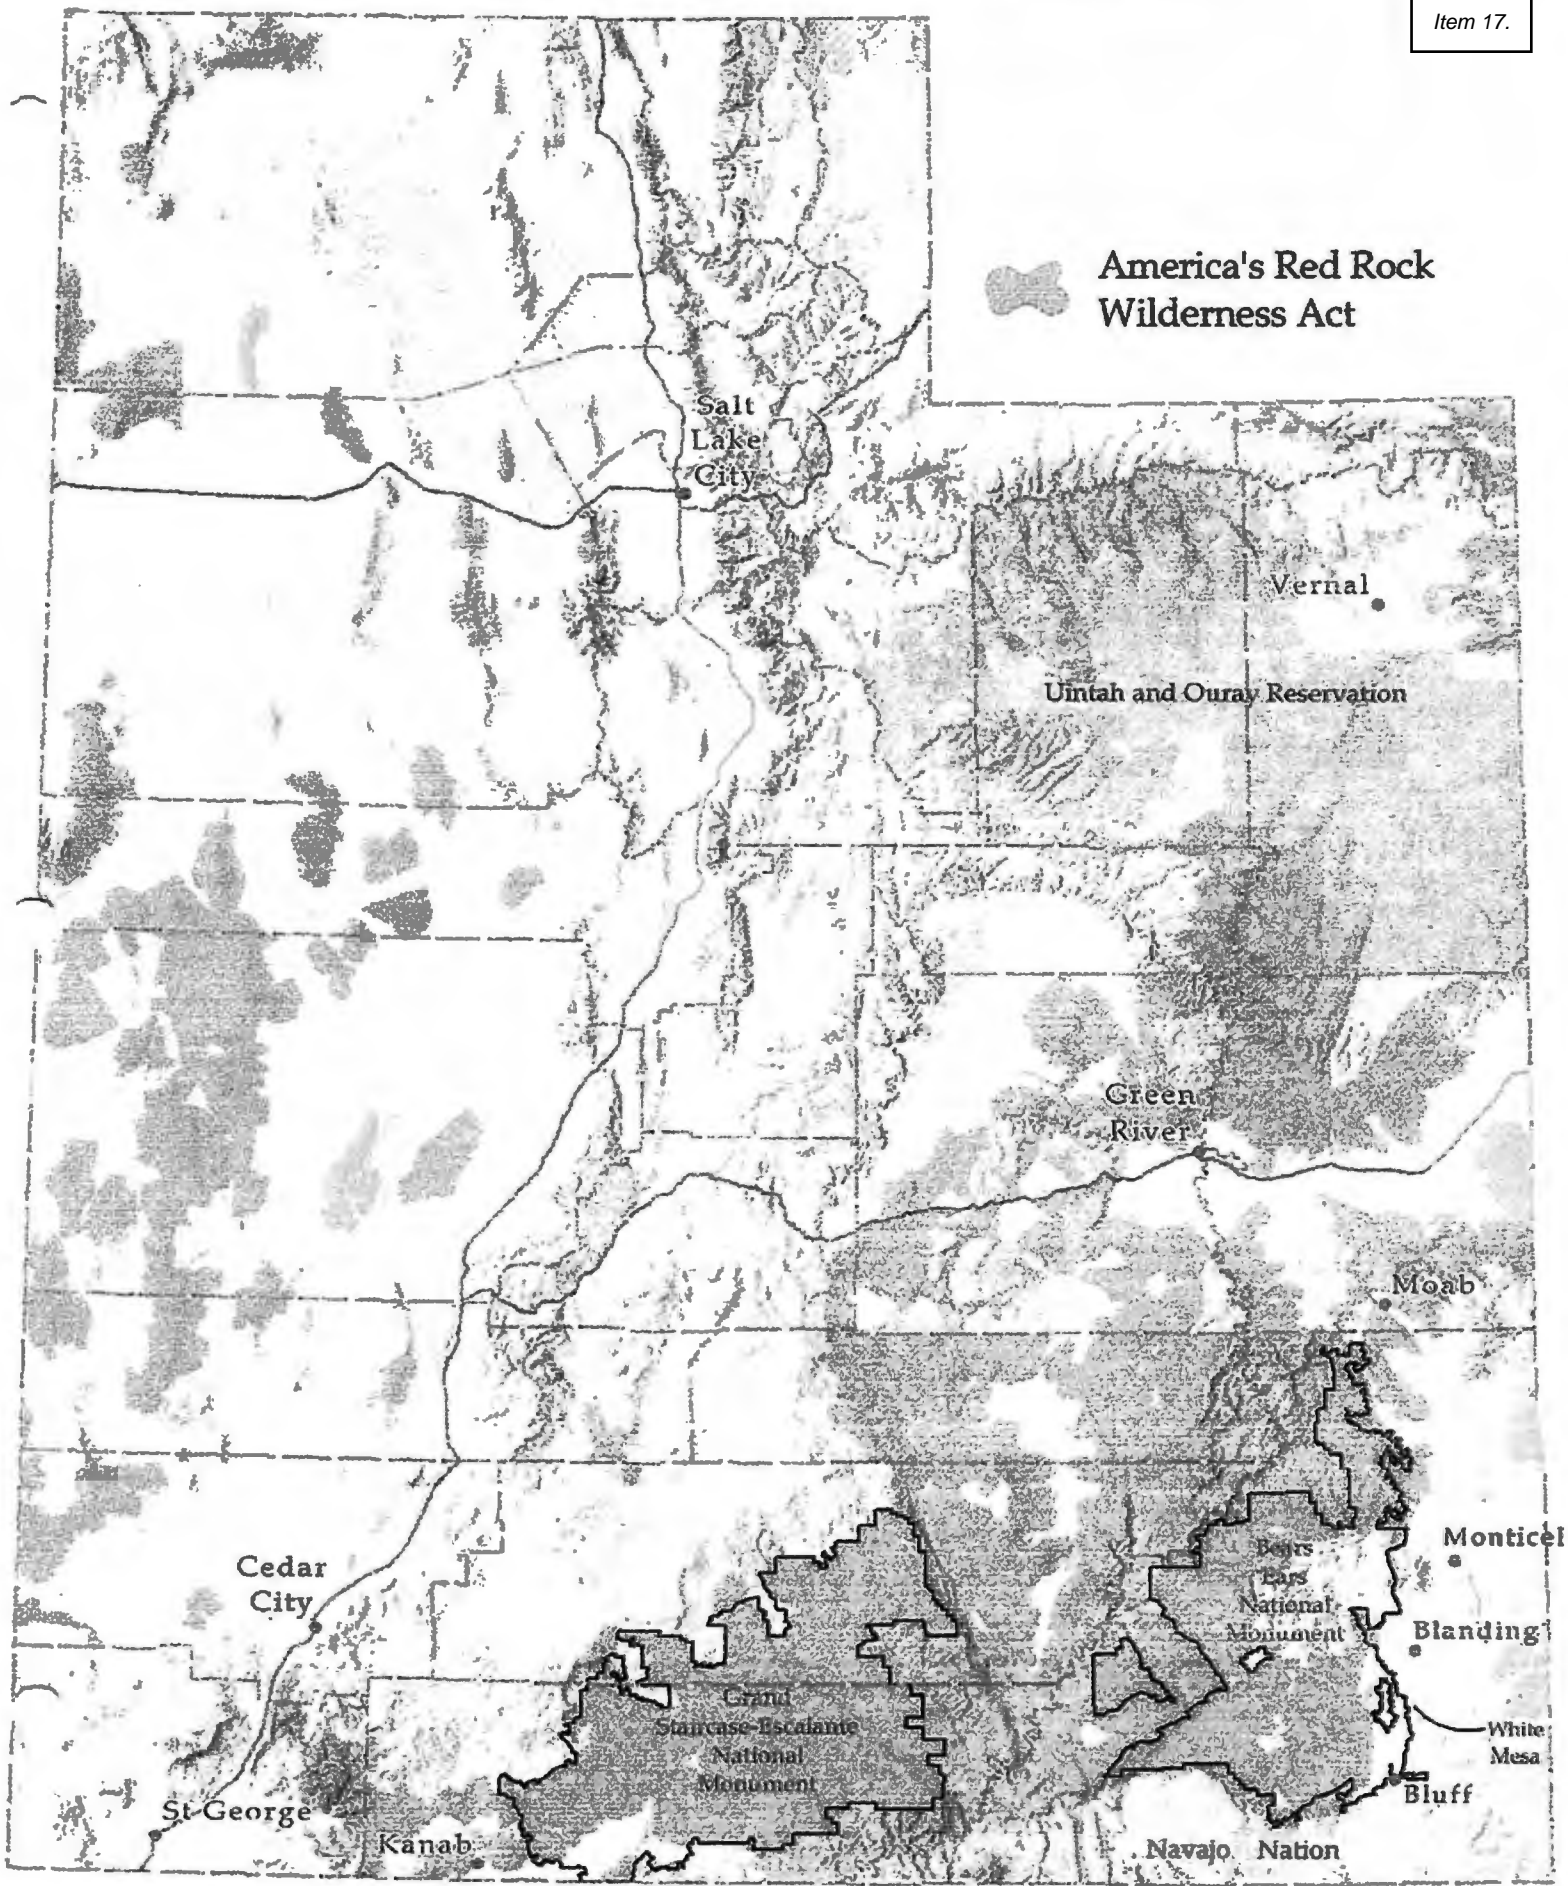 Item 17.
America's Red Rock
Wilderness Act
Salt
Lake
City
Vernal
Uintah and Ouray Reservation
Green
River
Moab
Cedar
City
Bears
Ears
National
Monument
Monticel
Blanding
Grand
Staircase-Escalante
National
Monument
White
Mesa
St George
Bluff
Kanab
Navajo Nation